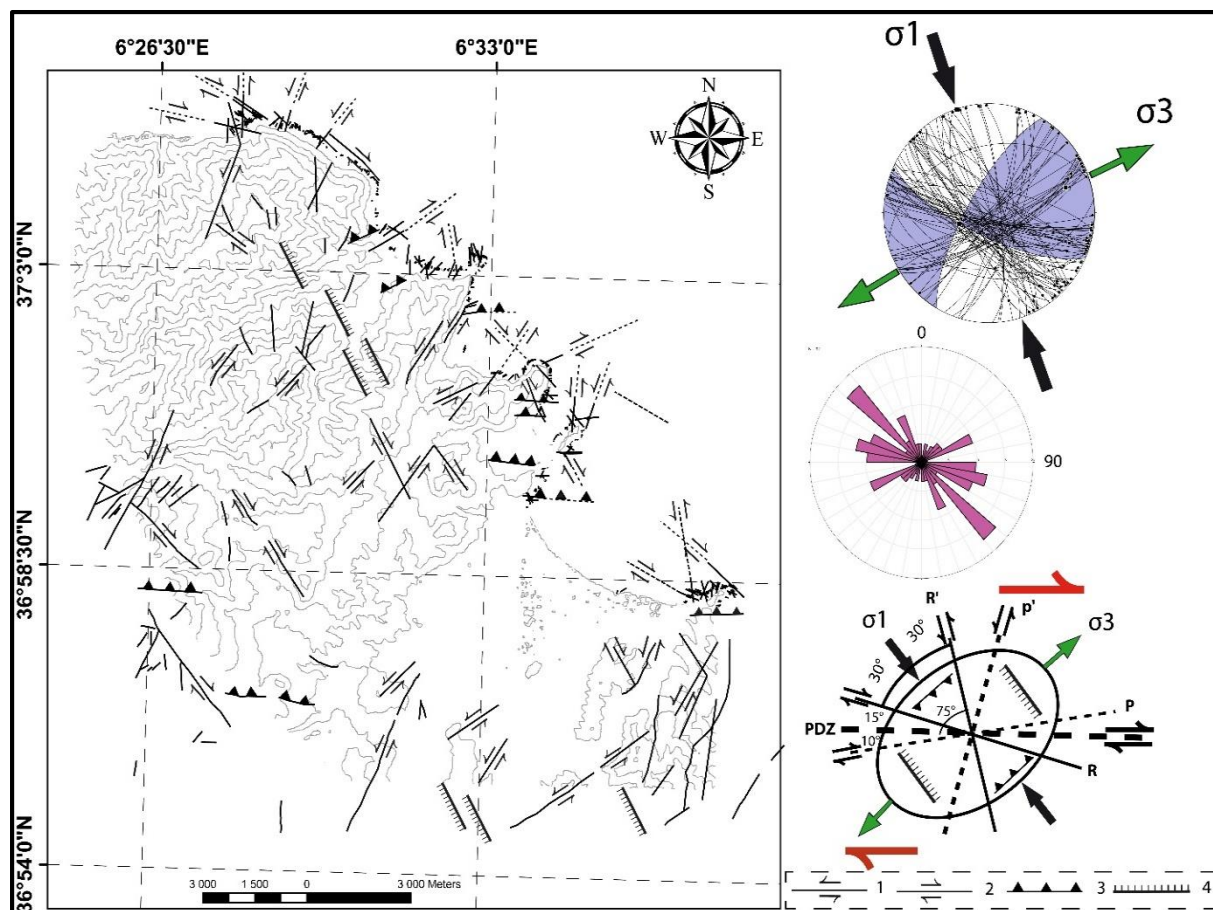 6°26'30"E 6°33'0"E
37°3'0"N
36°58'30"N
36°54'0"N
N
W E
S
3 000 1 500 0 3 000 Meters
σ1
σ3
0
90
R'
p'
σ1
σ3
30°
30°
15°
75°
P
PDZ
10°
R
1 2 3 4